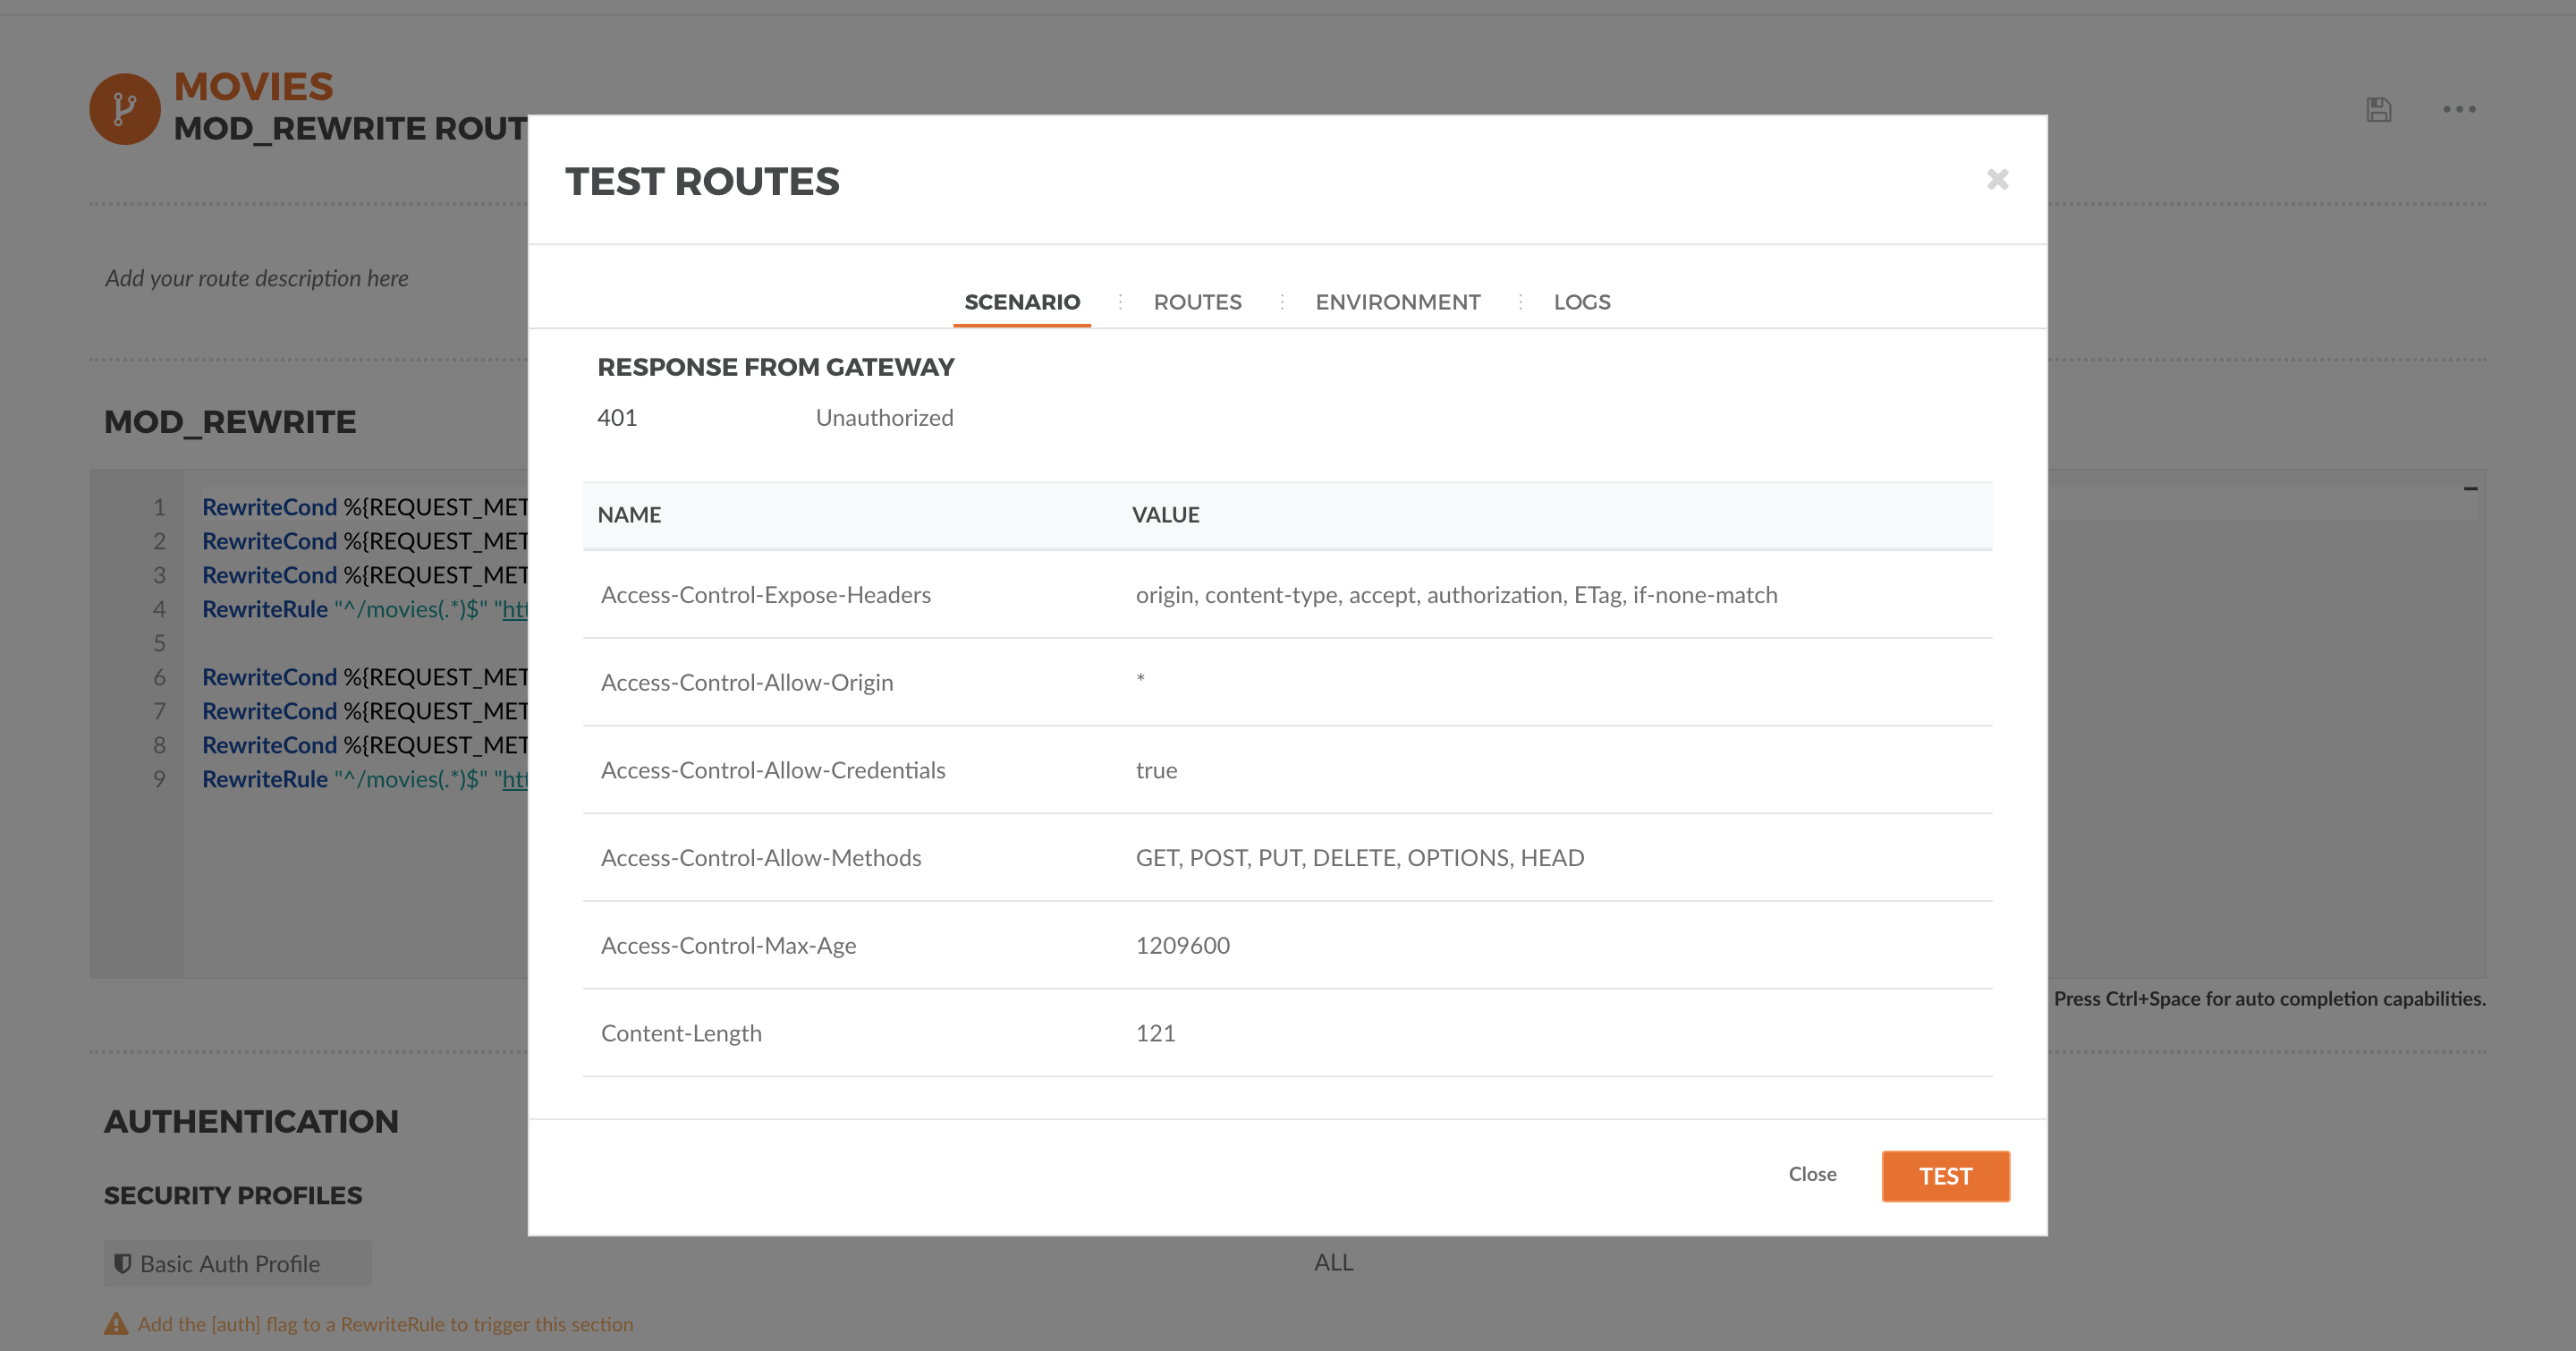 MOVIES
MOD_REWRITE ROUT
Add your route description here
MOD_REWRITE
1 RewriteCond %{REQUEST_MET
2 RewriteCond %{REQUEST_MET
3 RewriteCond %{REQUEST_MET
4 RewriteRule "^/movies(.*)$" "htt
5
6 RewriteCond %{REQUEST_MET
7 RewriteCond %{REQUEST_MET
8 RewriteCond %{REQUEST_MET
9 RewriteRule "^/movies(.*)$" "htt
Press Ctrl+Space for auto completion capabilities.
AUTHENTICATION
SECURITY PROFILES
Basic Auth Profile ALL
Add the [auth] flag to a RewriteRule to trigger this section
TEST ROUTES
SCENARIO ROUTES ENVIRONMENT LOGS
RESPONSE FROM GATEWAY
401 Unauthorized
NAME VALUE
Access-Control-Expose-Headers origin, content-type, accept, authorization, ETag, if-none-match
Access-Control-Allow-Origin *
Access-Control-Allow-Credentials true
Access-Control-Allow-Methods GET, POST, PUT, DELETE, OPTIONS, HEAD
Access-Control-Max-Age 1209600
Content-Length 121
Close TEST